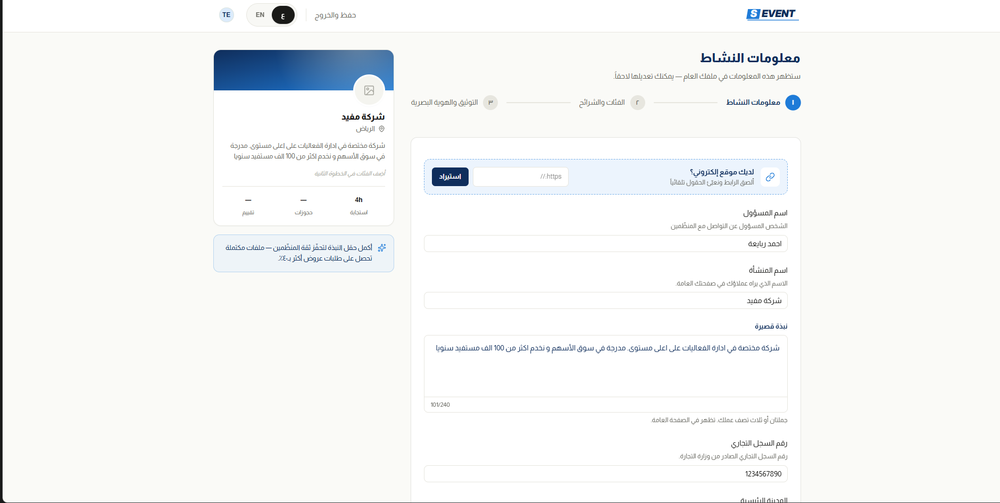 S EVENT
حفظ والخروج
ع
EN
TE
معلومات النشاط
ستظهر هذه المعلومات في ملفك العام — يمكنك تعديلها لاحقاً.
١ معلومات النشاط
٢ الفئات والشرائح
٣ التوثيق والهوية البصرية
لديك موقع إلكتروني؟
ألصق الرابط ونعبّئ الحقول تلقائياً
https://
استيراد
اسم المسؤول
الشخص المسؤول عن التواصل مع المنظّمين
احمد ربايعة
اسم المنشأة
الاسم الذي يراه عملاؤك في صفحتك العامة.
شركة مفيد
نبذة قصيرة
شركة مختصة في ادارة الفعاليات على اعلى مستوى. مدرجة في سوق الأسهم و نخدم اكثر من 100 الف مستفيد سنويا
101/240
جملتان أو ثلاث تصف عملك. تظهر في الصفحة العامة.
رقم السجل التجاري
رقم السجل التجاري الصادر من وزارة التجارة.
1234567890
المدينة الرئيسية
شركة مفيد
الرياض
شركة مختصة في ادارة الفعاليات على اعلى مستوى. مدرجة
في سوق الأسهم و نخدم اكثر من 100 الف مستفيد سنويا
أضف الفئات في الخطوة الثانية
4h
استجابة
—
حجوزات
—
تقييم
أكمل حقل النبذة لتحفّز ثقة المنظّمين — ملفات مكتملة
تحصل على طلبات عروض أكثر بـ٤٠٪.